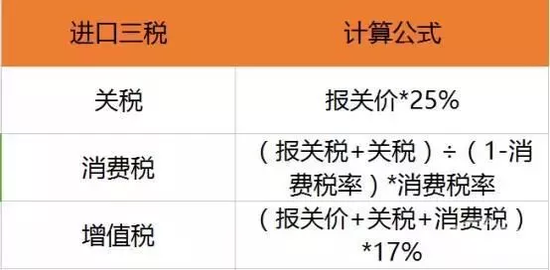 进口三税
计算公式
关税
报关价*25%
消费税
（报关税+关税）÷（1-消
费税率）*消费税率
增值税
（报关价+关税+消费税）
*17%